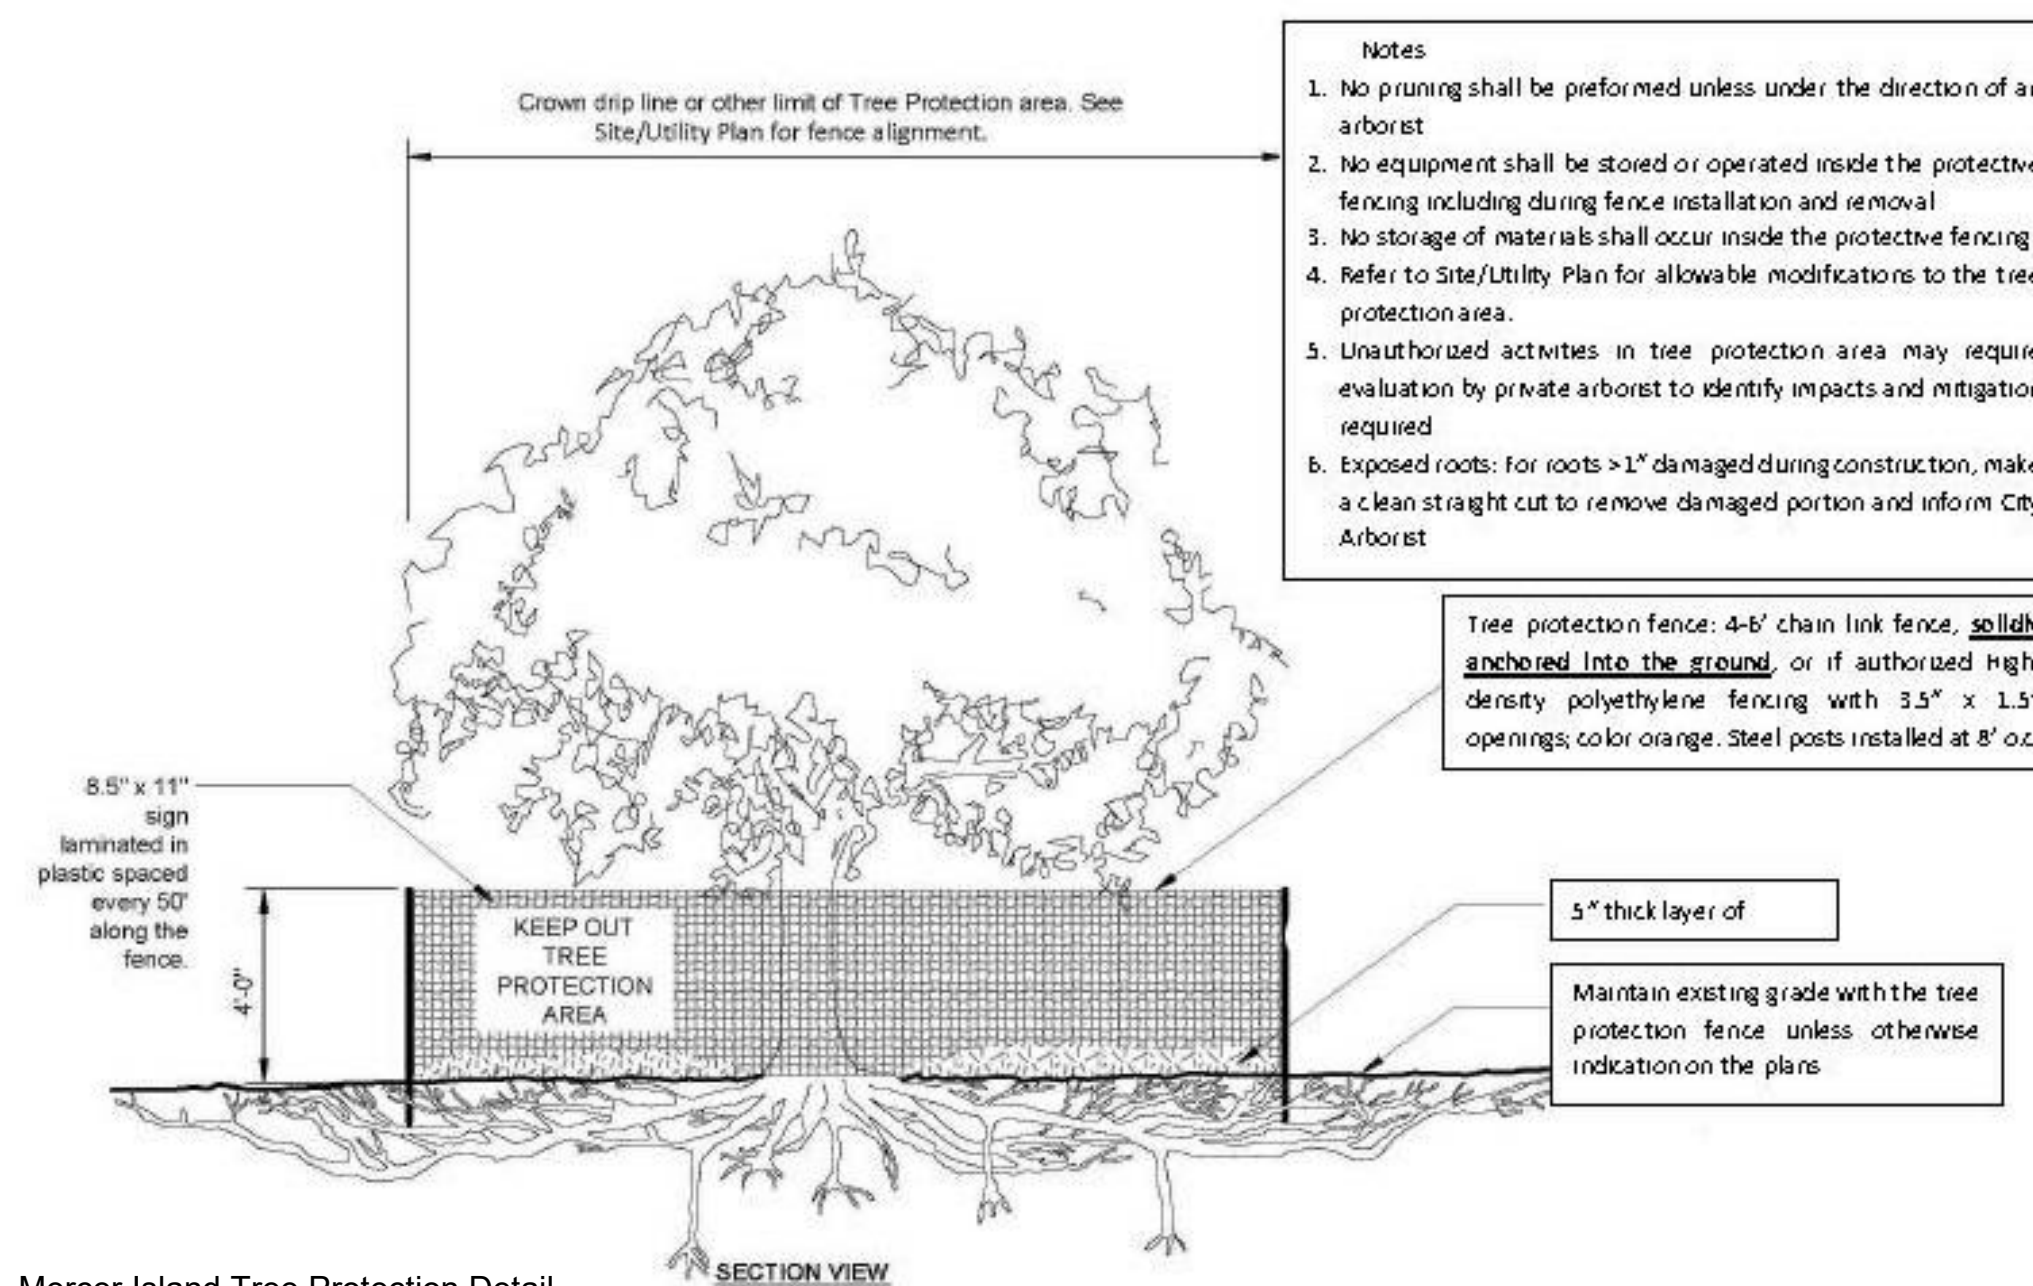 Crown drip line or other limit of Tree Protection area. See
Site/Utility Plan for fence alignment.
Notes
1. No pruning shall be preformed unless under the direction of an
arborist
2. No equipment shall be stored or operated inside the protective
fencing including during fence installation and removal
3. No storage of materials shall occur inside the protective fencing
4. Refer to Site/Utility Plan for allowable modifications to the tree
protection area.
5. Unauthorized activities in tree protection area may require
evaluation by private arborist to identify impacts and mitigation
required
6. Exposed roots: For roots >1" damaged during construction, make
a clean straight cut to remove damaged portion and inform City
Arborist
Tree protection fence: 4-6' chain link fence, solidly
anchored into the ground, or if authorized High
density polyethylene fencing with 3.5" x 1.5"
openings; color orange. Steel posts installed at 8' o.c.
8.5" x 11"
sign
laminated in
plastic spaced
every 50'
along the
fence.
4'-0"
KEEP OUT
TREE
PROTECTION
AREA
5" thick layer of
Maintain existing grade with the tree
protection fence unless otherwise
indication on the plans
SECTION VIEW
Mercer Island Tree Protection Detail